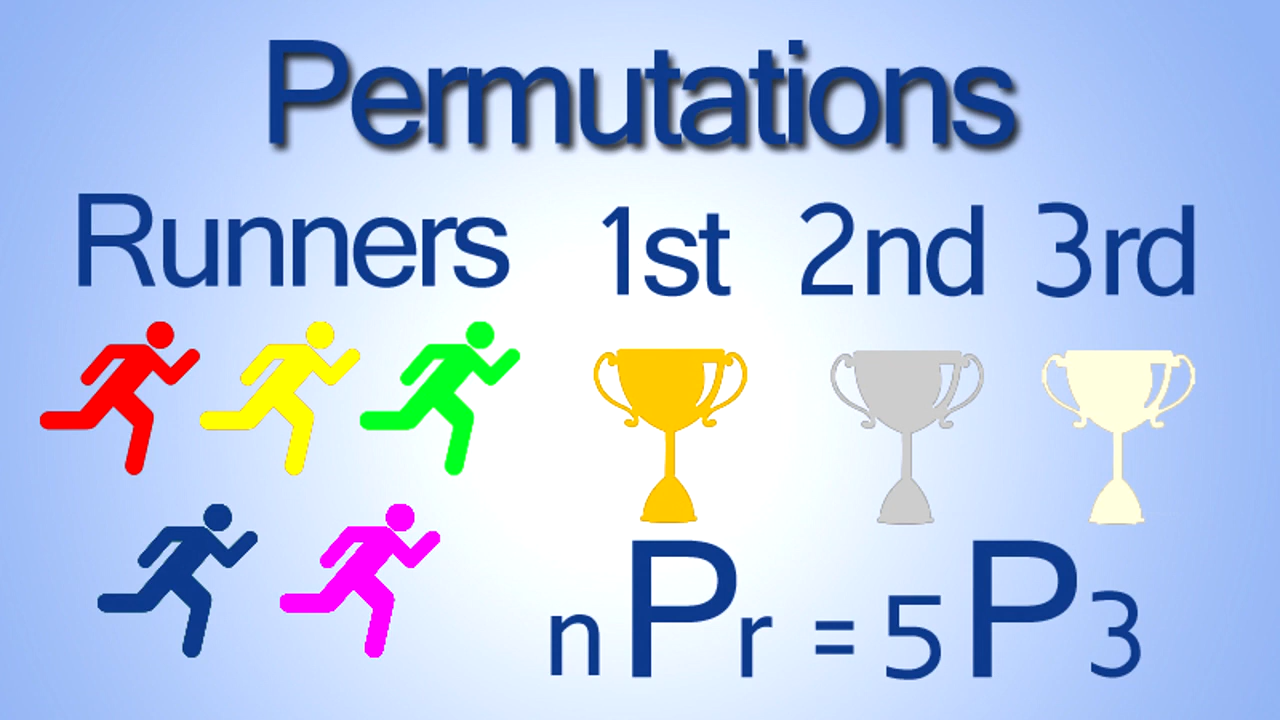 Permutations
Runners 1st 2nd 3rd
nPr = 5P3